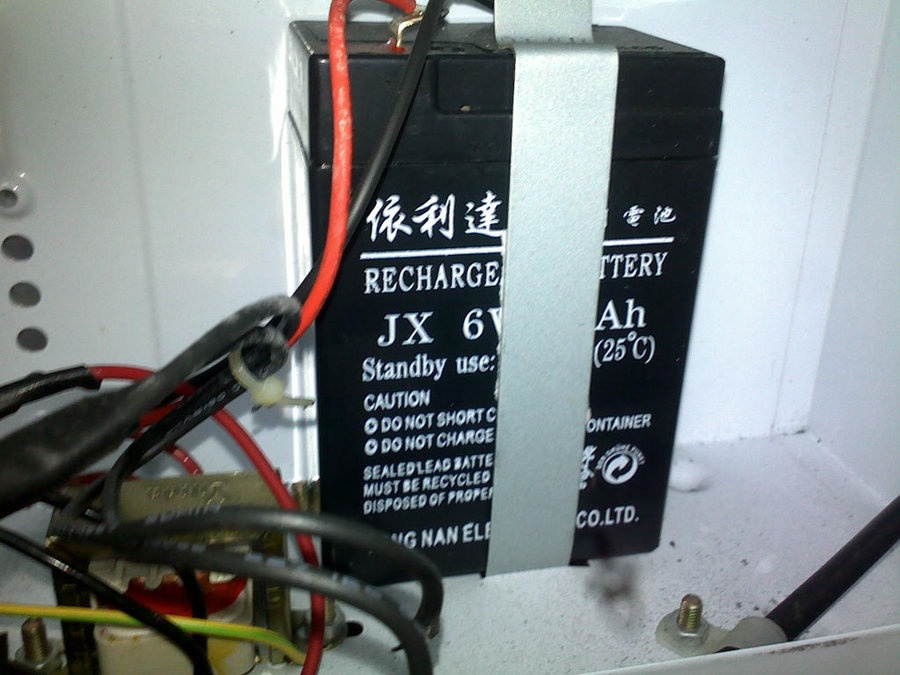 依利達 電池
RECHARGE TTERY
JX 6V Ah
Standby use: (25°C)
CAUTION
DO NOT SHORT C
DO NOT CHARGE ONTAINER
SEALED LEAD BATTE
MUST BE RECYCLED
DISPOSED OF PROPER
NG NAN ELE CO.LTD.